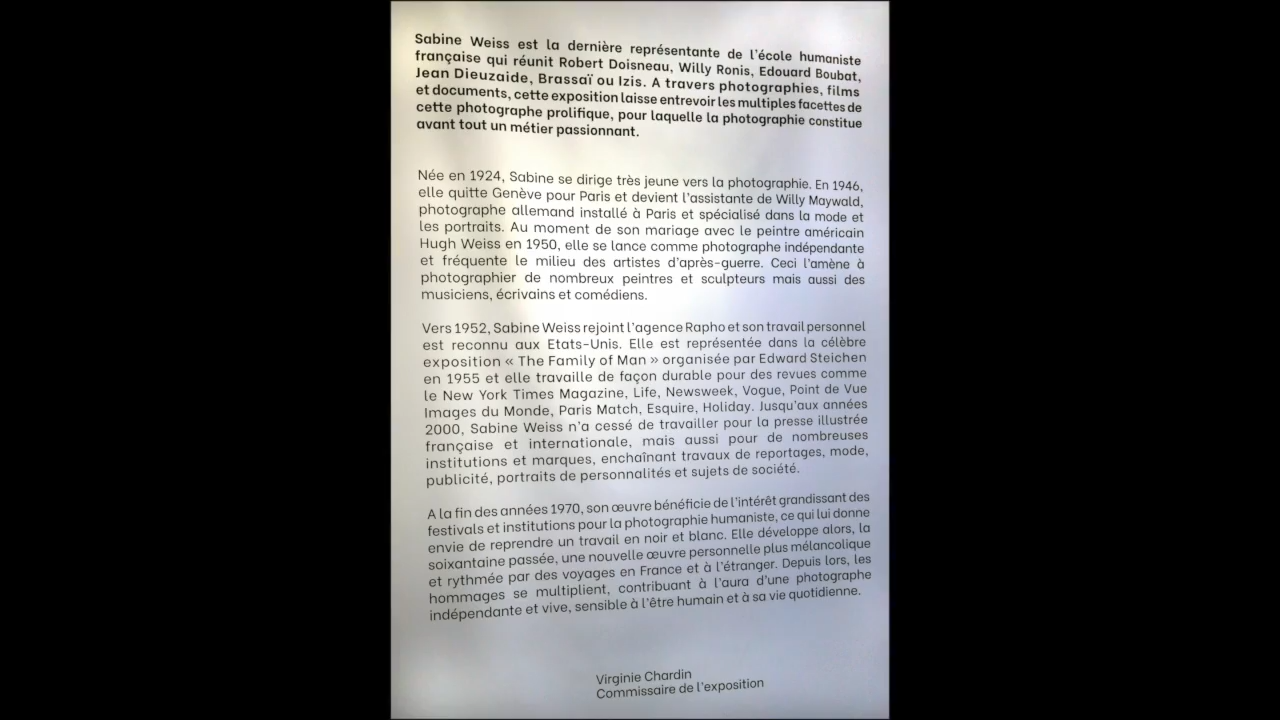 Sabine Weiss est la dernière représentante de l'école humaniste
française qui réunit Robert Doisneau, Willy Ronis, Edouard Boubat,
Jean Dieuzaide, Brassaï ou Izis. A travers photographies, films
et documents, cette exposition laisse entrevoir les multiples facettes de
cette photographe prolifique, pour laquelle la photographie constitue
avant tout un métier passionnant.
Née en 1924, Sabine se dirige très jeune vers la photographie. En 1946,
elle quitte Genève pour Paris et devient l'assistante de Willy Maywald,
photographe allemand installé à Paris et spécialisé dans la mode et
les portraits. Au moment de son mariage avec le peintre américain
Hugh Weiss en 1950, elle se lance comme photographe indépendante
et fréquente le milieu des artistes d'après-guerre. Ceci l'amène à
photographier de nombreux peintres et sculpteurs mais aussi des
musiciens, écrivains et comédiens.
Vers 1952, Sabine Weiss rejoint l'agence Rapho et son travail personnel
est reconnu aux Etats-Unis. Elle est représentée dans la célèbre
exposition « The Family of Man » organisée par Edward Steichen
en 1955 et elle travaille de façon durable pour des revues comme
le New York Times Magazine, Life, Newsweek, Vogue, Point de Vue
Images du Monde, Paris Match, Esquire, Holiday. Jusqu'aux années
2000, Sabine Weiss n'a cessé de travailler pour la presse illustrée
française et internationale, mais aussi pour de nombreuses
institutions et marques, enchaînant travaux de reportages, mode,
publicité, portraits de personnalités et sujets de société.
A la fin des années 1970, son œuvre bénéficie de l'intérêt grandissant des
festivals et institutions pour la photographie humaniste, ce qui lui donne
envie de reprendre un travail en noir et blanc. Elle développe alors, la
soixantaine passée, une nouvelle œuvre personnelle plus mélancolique
et rythmée par des voyages en France et à l'étranger. Depuis lors, les
hommages se multiplient, contribuant à l'aura d'une photographe
indépendante et vive, sensible à l'être humain et à sa vie quotidienne.
Virginie Chardin
Commissaire de l'exposition